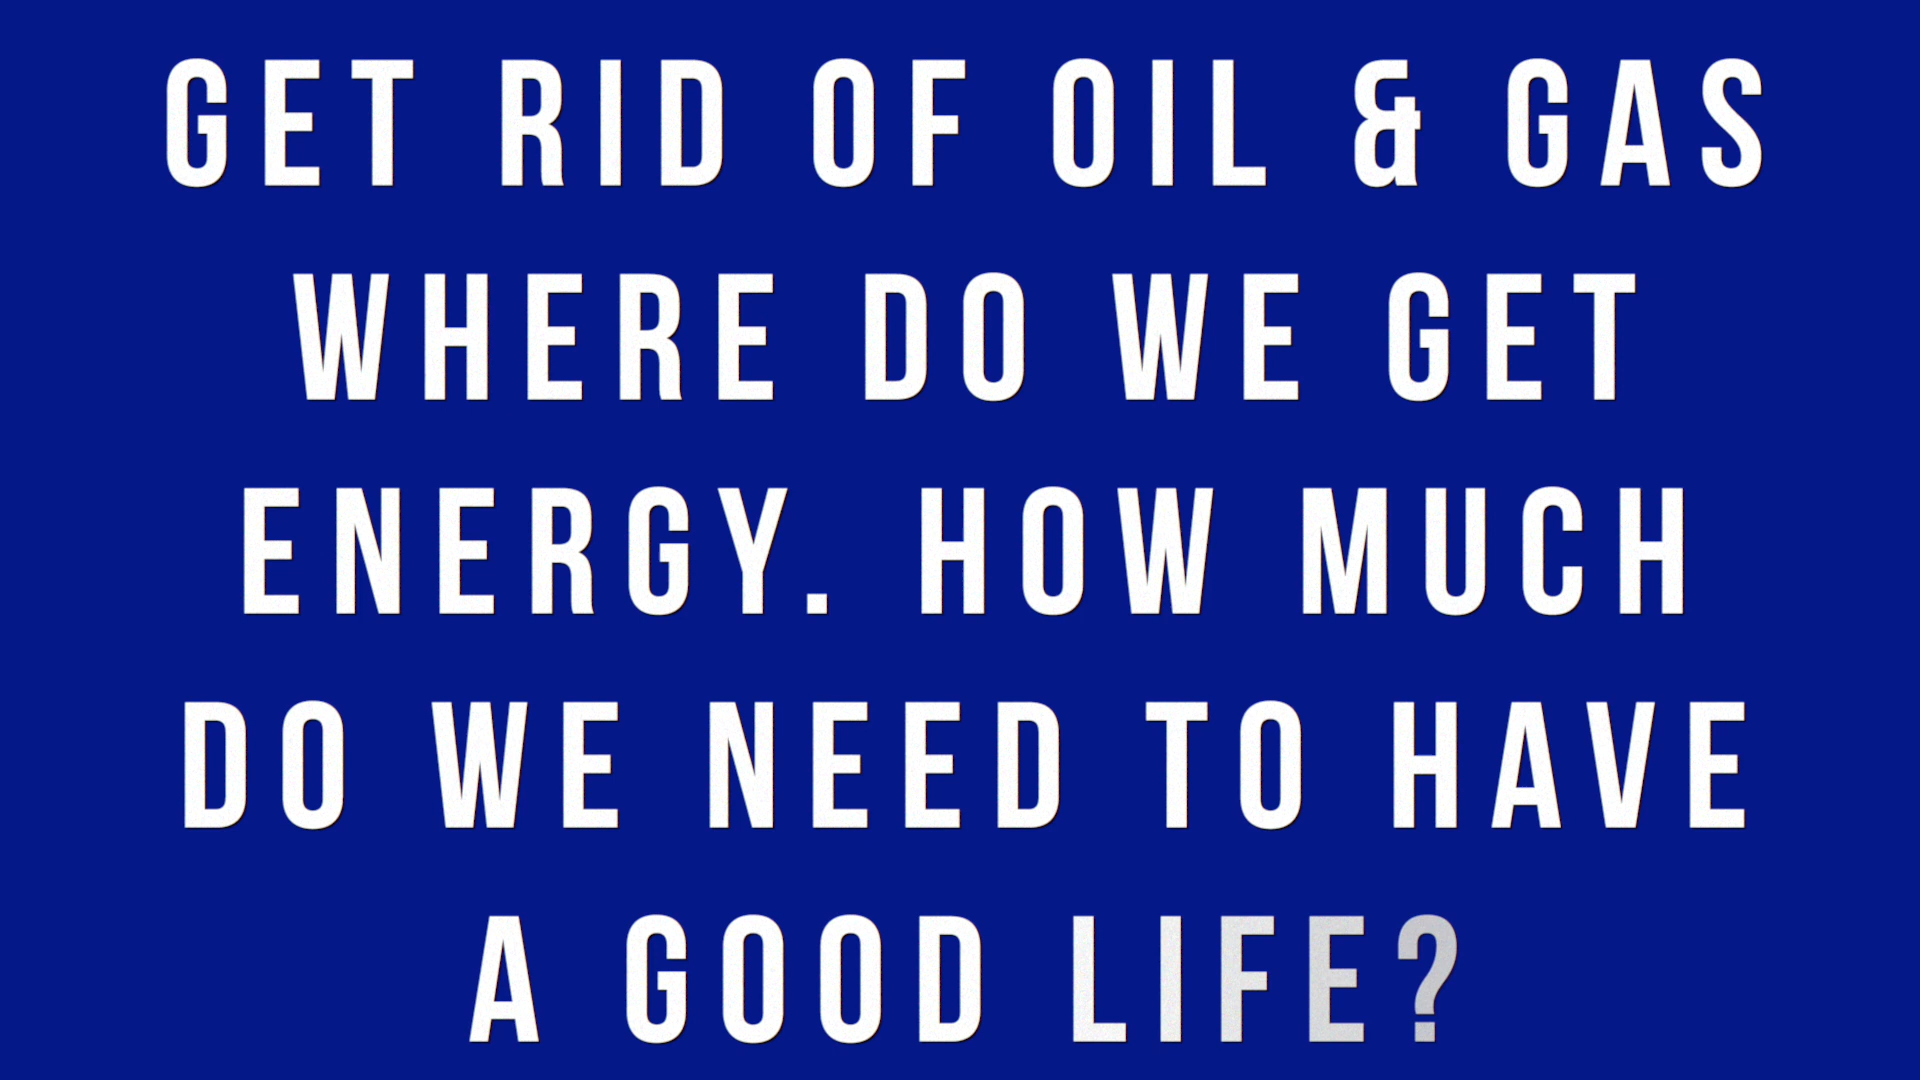 GET RID OF OIL & GAS
WHERE DO WE GET
ENERGY. HOW MUCH
DO WE NEED TO HAVE
A GOOD LIFE?